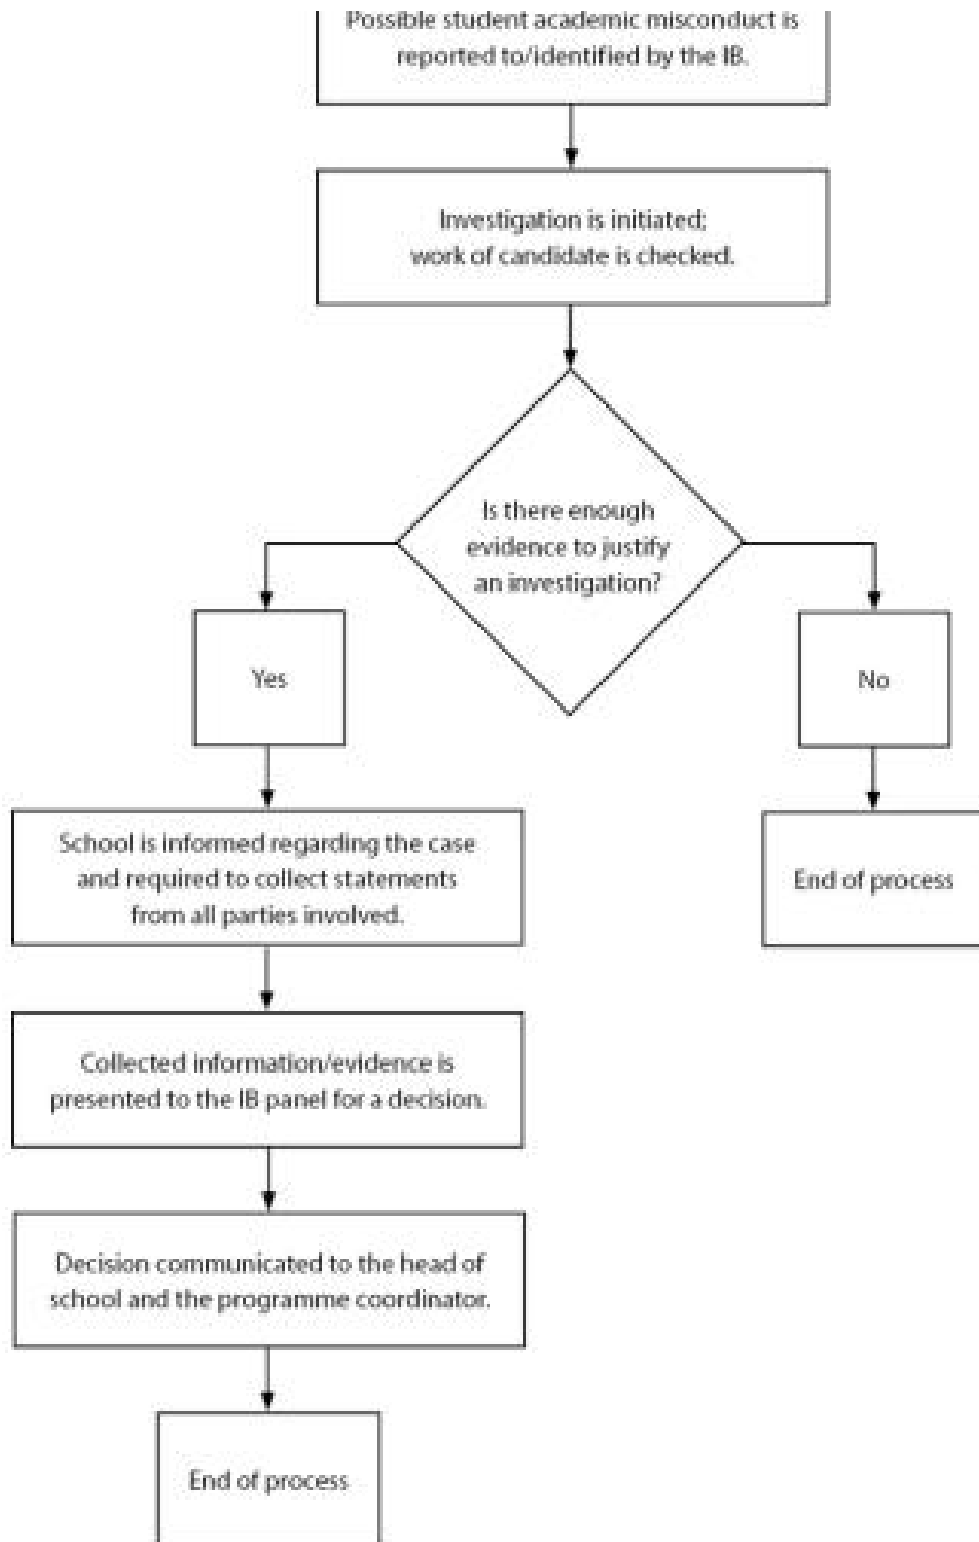 Possible student academic misconduct is
reported to/identified by the IB.
Investigation is initiated;
work of candidate is checked.
Is there enough
evidence to justify
an investigation?
Yes
No
School is informed regarding the case
and required to collect statements
from all parties involved.
End of process
Collected information/evidence is
presented to the IB panel for a decision.
Decision communicated to the head of
school and the programme coordinator.
End of process